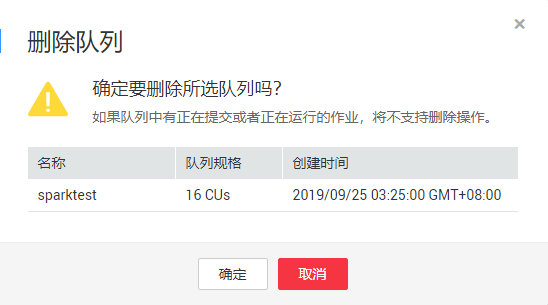 删除队列
确定要删除所选队列吗？
如果队列中有正在提交或者正在运行的作业，将不支持删除操作。
名称 队列规格 创建时间
sparktest 16 CUs 2019/09/25 03:25:00 GMT+08:00
确定 取消